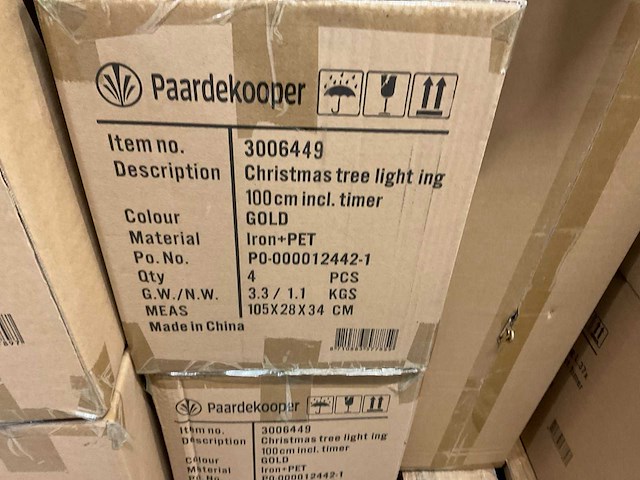 Paardekooper
Item no. 3006449
Description Christmas tree light ing
100cm incl. timer
Colour GOLD
Material Iron+PET
Po. No. PO-000012442-1
Qty 4 PCS
G.W./N.W. 3.3 / 1.1 KGS
MEAS 105X28X34 CM
Made in China
Paardekooper
Item no. 3006449
Description Christmas tree light ing
100cm incl. timer
Colour GOLD
Material Iron+PET
PO-000012442-1